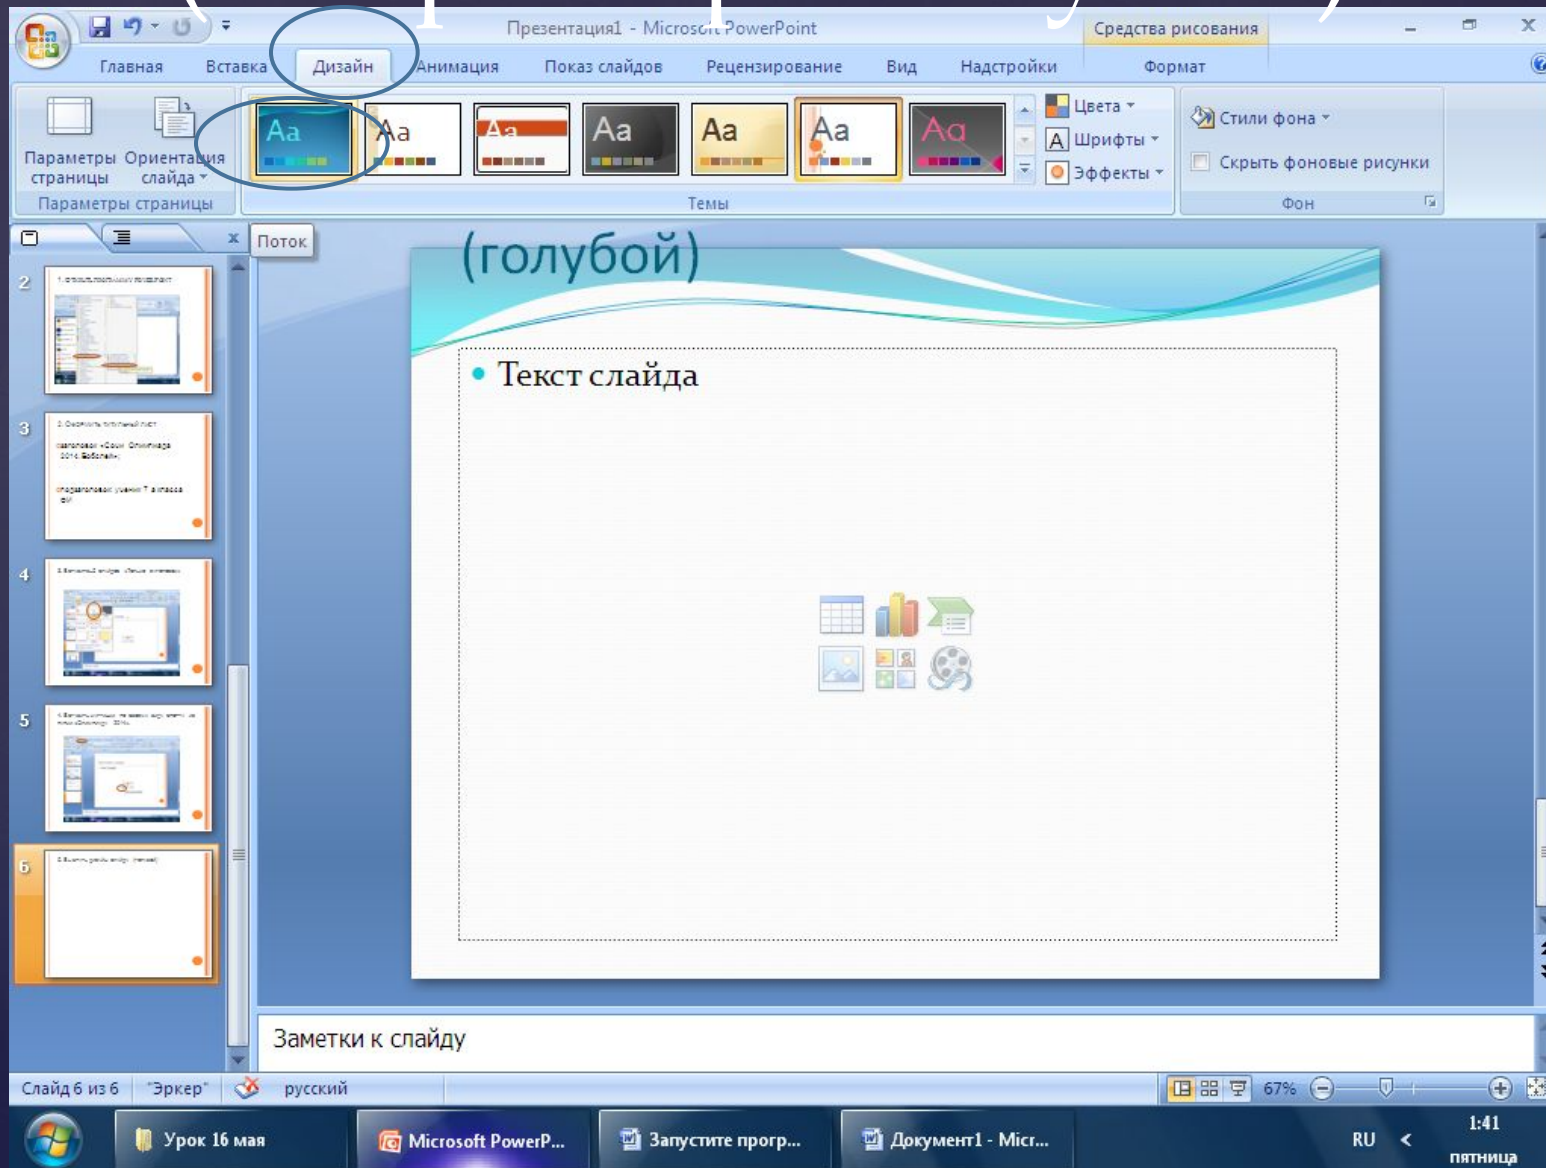 Презентация1 - Microsoft PowerPoint
Средства рисования
Главная Вставка Дизайн Анимация Показ слайдов Рецензирование Вид Надстройки Формат
Параметры страницы
Ориентация слайда
Параметры страницы
Aa Aa Aa Aa Aa Aa Aa
Темы
Цвета
Шрифты
Эффекты
Стили фона
Скрыть фоновые рисунки
Фон
Поток
(голубой)
Текст слайда
2
3
4
5
6
Заметки к слайду
Слайд 6 из 6 "Эркер" русский 67%
Урок 16 мая
Microsoft PowerP...
Запустите прогр...
Документ1 - Micr...
RU
1:41
пятница